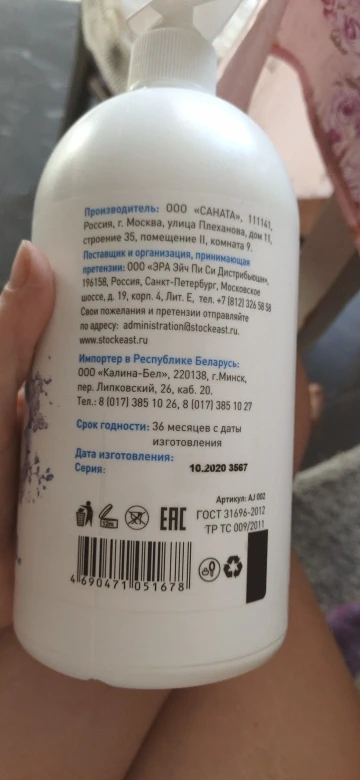 Производитель: ООО «САНАТА», 111141,
Россия, г. Москва, улица Плеханова, дом 11,
строение 35, помещение II, комната 9.
Поставщик и организация, принимающая
претензии: ООО «ЭРА Эйч Пи Си Дистрибьюшн»,
196158, Россия, Санкт-Петербург, Московское
шоссе, д. 19, корп. 4, Лит. Е, тел. +7 (812) 326 58 58
Свои пожелания и претензии отправляйте
по адресу: administration@stockeast.ru.
www.stockeast.ru
Импортер в Республике Беларусь:
ООО «Калина-Бел», 220138, г.Минск,
пер. Липковский, 26, каб. 20.
Тел.: 8 (017) 385 10 26, 8 (017) 385 10 27
Срок годности: 36 месяцев с даты
изготовления
Дата изготовления:
Серия: 10.2020 3567
Артикул: AJ 002
12M EAC ГОСТ 31696-2012
ТР ТС 009/2011
4 690471 051678